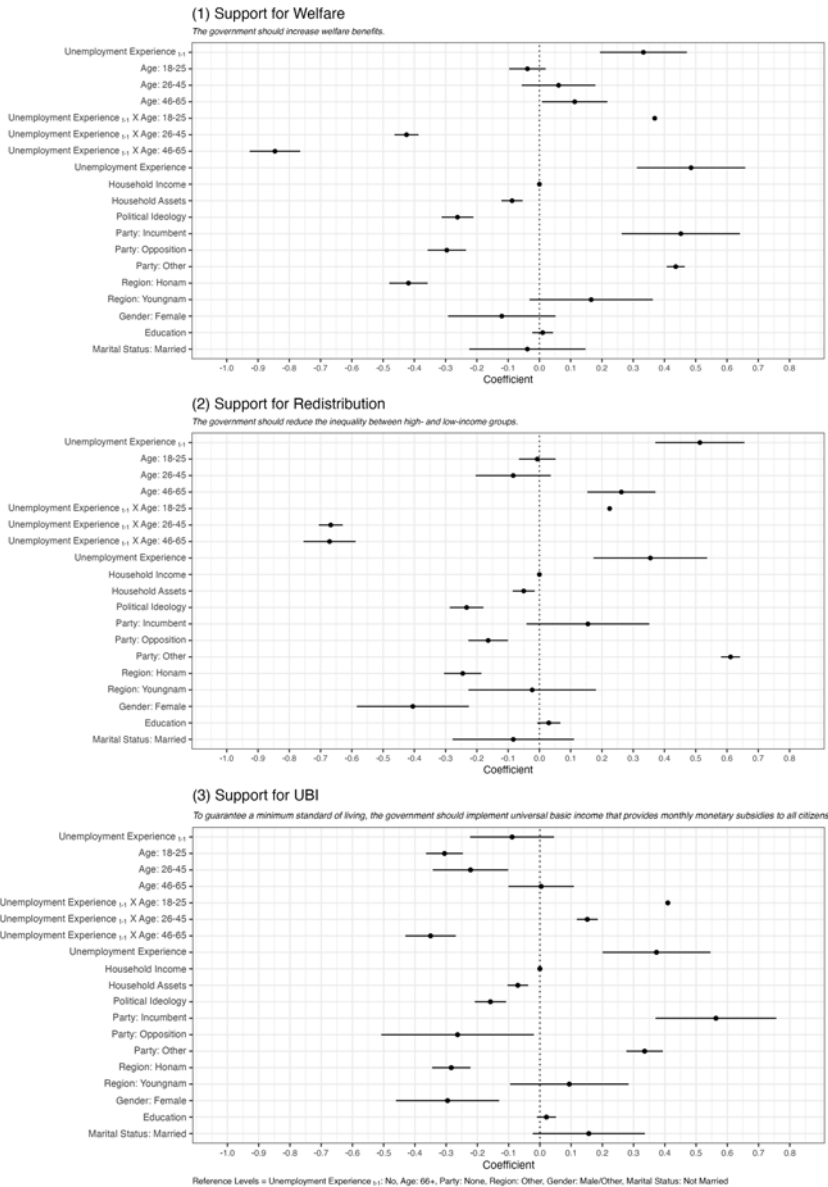 (1) Support for Welfare
The government should increase welfare benefits.
Unemployment Experience t-1
Age: 18-25
Age: 26-45
Age: 46-65
Unemployment Experience t-1 X Age: 18-25
Unemployment Experience t-1 X Age: 26-45
Unemployment Experience t-1 X Age: 46-65
Unemployment Experience
Household Income
Household Assets
Political Ideology
Party: Incumbent
Party: Opposition
Party: Other
Region: Honam
Region: Youngnam
Gender: Female
Education
Marital Status: Married
-1.0 -0.9 -0.8 -0.7 -0.6 -0.5 -0.4 -0.3 -0.2 -0.1 0.0 0.1 0.2 0.3 0.4 0.5 0.6 0.7 0.8
Coefficient
(2) Support for Redistribution
The government should reduce the inequality between high- and low-income groups.
Unemployment Experience t-1
Age: 18-25
Age: 26-45
Age: 46-65
Unemployment Experience t-1 X Age: 18-25
Unemployment Experience t-1 X Age: 26-45
Unemployment Experience t-1 X Age: 46-65
Unemployment Experience
Household Income
Household Assets
Political Ideology
Party: Incumbent
Party: Opposition
Party: Other
Region: Honam
Region: Youngnam
Gender: Female
Education
Marital Status: Married
-1.0 -0.9 -0.8 -0.7 -0.6 -0.5 -0.4 -0.3 -0.2 -0.1 0.0 0.1 0.2 0.3 0.4 0.5 0.6 0.7 0.8
Coefficient
(3) Support for UBI
To guarantee a minimum standard of living, the government should implement universal basic income that provides monthly monetary subsidies to all citizens
Unemployment Experience t-1
Age: 18-25
Age: 26-45
Age: 46-65
Unemployment Experience t-1 X Age: 18-25
Unemployment Experience t-1 X Age: 26-45
Unemployment Experience t-1 X Age: 46-65
Unemployment Experience
Household Income
Household Assets
Political Ideology
Party: Incumbent
Party: Opposition
Party: Other
Region: Honam
Region: Youngnam
Gender: Female
Education
Marital Status: Married
-1.0 -0.9 -0.8 -0.7 -0.6 -0.5 -0.4 -0.3 -0.2 -0.1 0.0 0.1 0.2 0.3 0.4 0.5 0.6 0.7 0.8
Coefficient
Reference Levels = Unemployment Experience t-1: No, Age: 66+, Party: None, Region: Other, Gender: Male/Other, Marital Status: Not Married